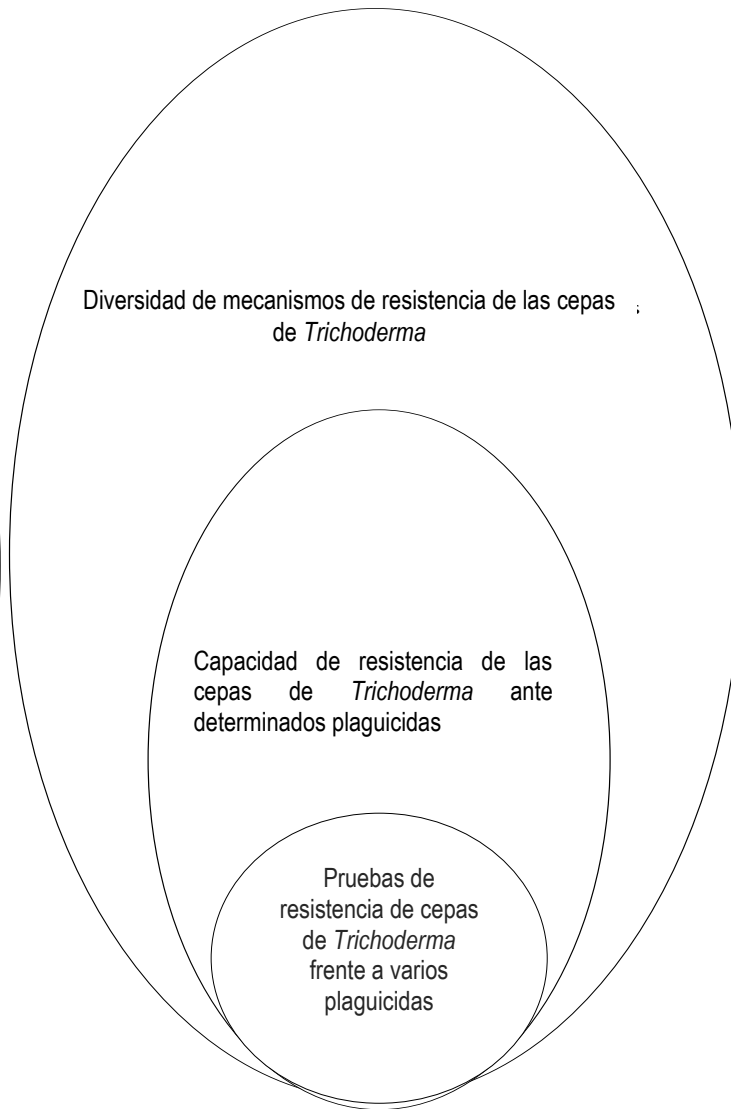 Diversidad de mecanismos de resistencia de las cepas
de Trichoderma
Capacidad de resistencia de las
cepas de Trichoderma ante
determinados plaguicidas
Pruebas de
resistencia de cepas
de Trichoderma
frente a varios
plaguicidas